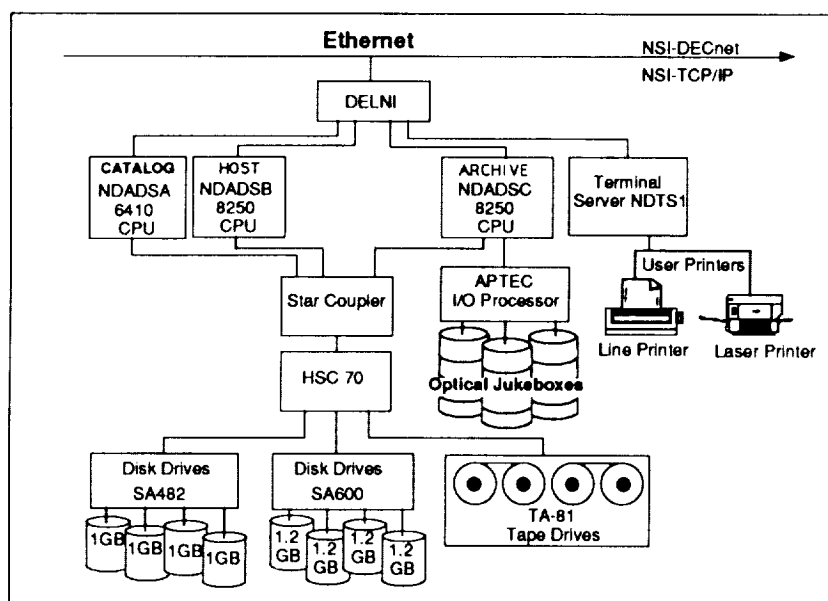 Ethernet
NSI-DECnet
NSI-TCP/IP
DELNI
CATALOG
NDADSA
6410
CPU
HOST
NDADSB
8250
CPU
ARCHIVE
NDADSC
8250
CPU
Terminal
Server NDTS1
User Printers
Line Printer
Laser Printer
Star Coupler
APTEC
I/O Processor
Optical Jukeboxes
HSC 70
Disk Drives
SA482
1GB
1GB
1GB
1GB
Disk Drives
SA600
1.2
GB
1.2
GB
1.2
GB
1.2
GB
TA-81
Tape Drives